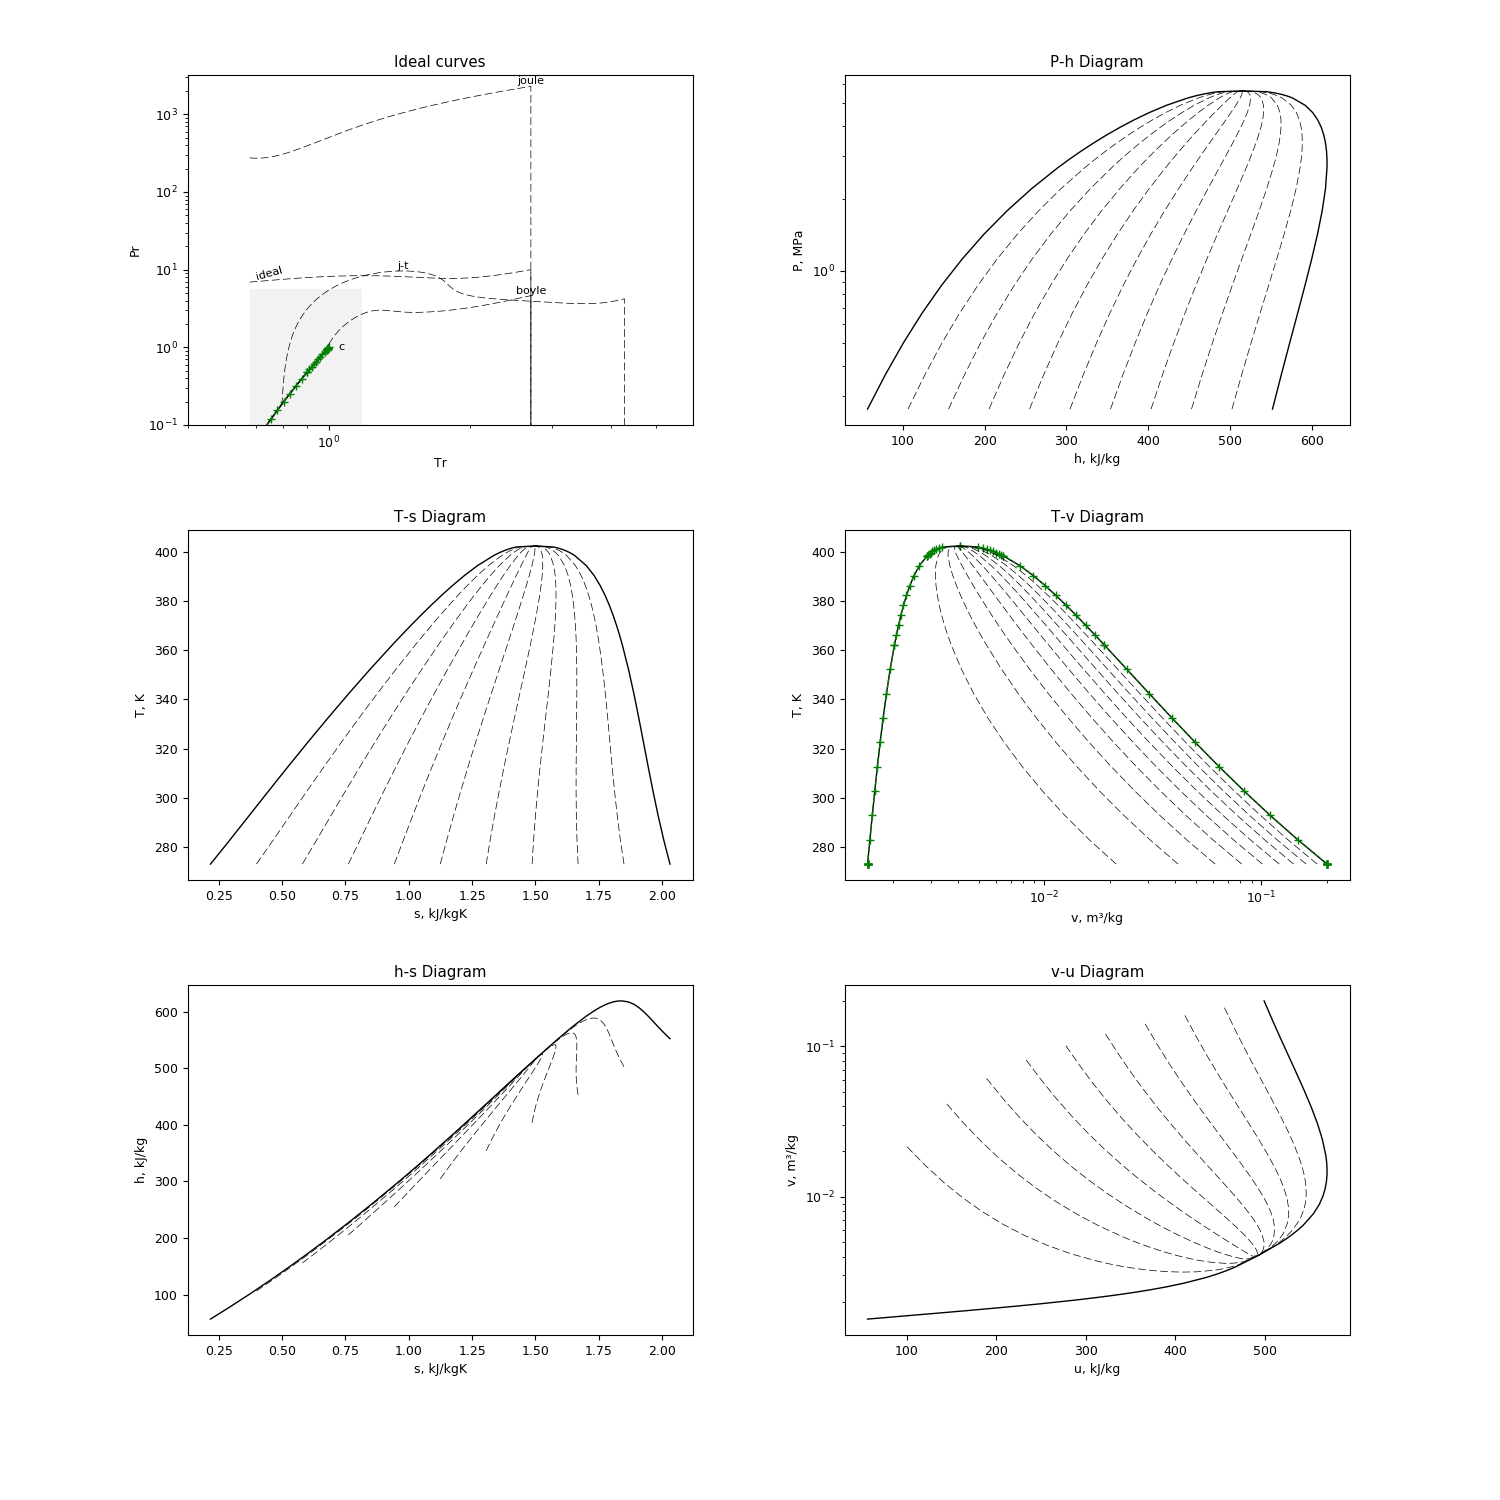 Ideal curves
10³
10²
10¹
10⁰
10⁻¹
Pr
joule
ideal
j-t
boyle
c
10⁰
Tr
P-h Diagram
P, MPa
10⁰
100 200 300 400 500 600
h, kJ/kg
T-s Diagram
400
380
360
340
320
300
280
T, K
0.25 0.50 0.75 1.00 1.25 1.50 1.75 2.00
s, kJ/kgK
T-v Diagram
400
380
360
340
320
300
280
T, K
10⁻² 10⁻¹
v, m³/kg
h-s Diagram
600
500
400
300
200
100
h, kJ/kg
0.25 0.50 0.75 1.00 1.25 1.50 1.75 2.00
s, kJ/kgK
v-u Diagram
10⁻¹
10⁻²
v, m³/kg
100 200 300 400 500
u, kJ/kg